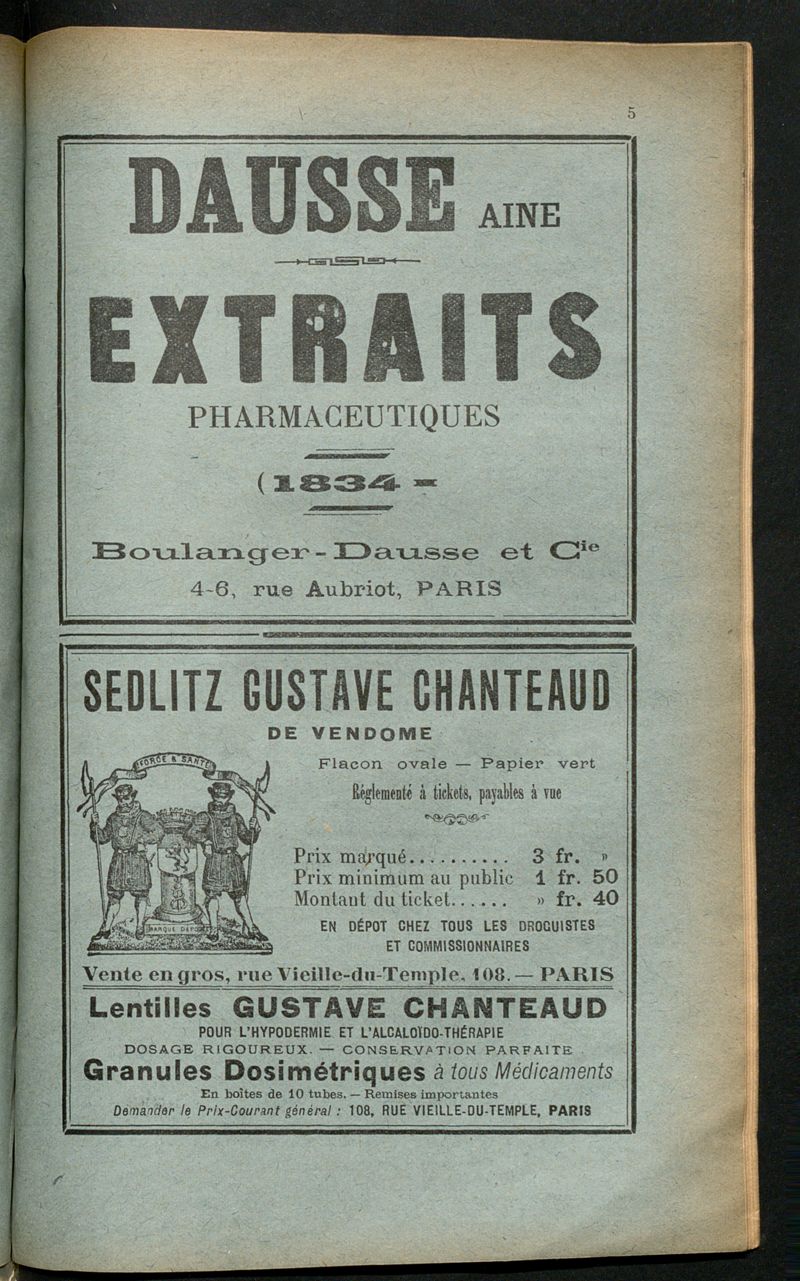 5
DAUSSE AINE
EXTRAITS
PHARMACEUTIQUES
(1834 -
Boulanger-Dausse et Cie
4-6, rue Aubriot, PARIS
SEDLITZ GUSTAVE CHANTEAUD
DE VENDOME
FORCE & SANTÉ
Flacon ovale — Papier vert
Réglementé à tickets, payables à vue
Prix marqué.......... 3 fr. »
Prix minimum au public 1 fr. 50
Montant du ticket...... » fr. 40
MARQUE DÉPOSÉE
EN DÉPOT CHEZ TOUS LES DROGUISTES
ET COMMISSIONNAIRES
Vente en gros, rue Vieille-du-Temple, 108. — PARIS
Lentilles GUSTAVE CHANTEAUD
POUR L'HYPODERMIE ET L'ALCALOÏDO-THÉRAPIE
DOSAGE RIGOUREUX. — CONSERVATION PARFAITE
Granules Dosimétriques à tous Médicaments
En boîtes de 10 tubes. — Remises importantes
Demander le Prix-Courant général : 108, RUE VIEILLE-DU-TEMPLE, PARIS